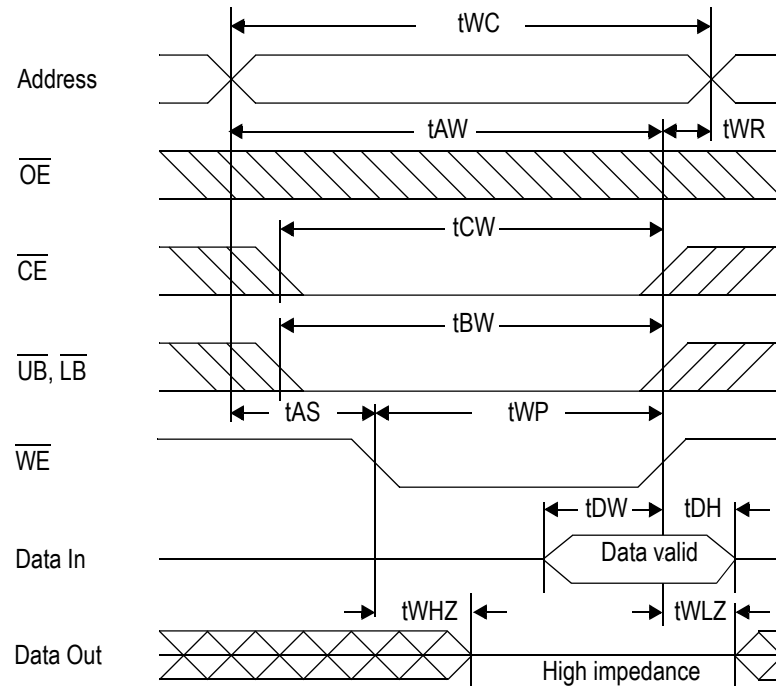 tWC
Address
tAW
tWR
OE
tCW
CE
tBW
UB, LB
tAS
tWP
WE
tDW
tDH
Data In
Data valid
tWHZ
tWLZ
Data Out
High impedance